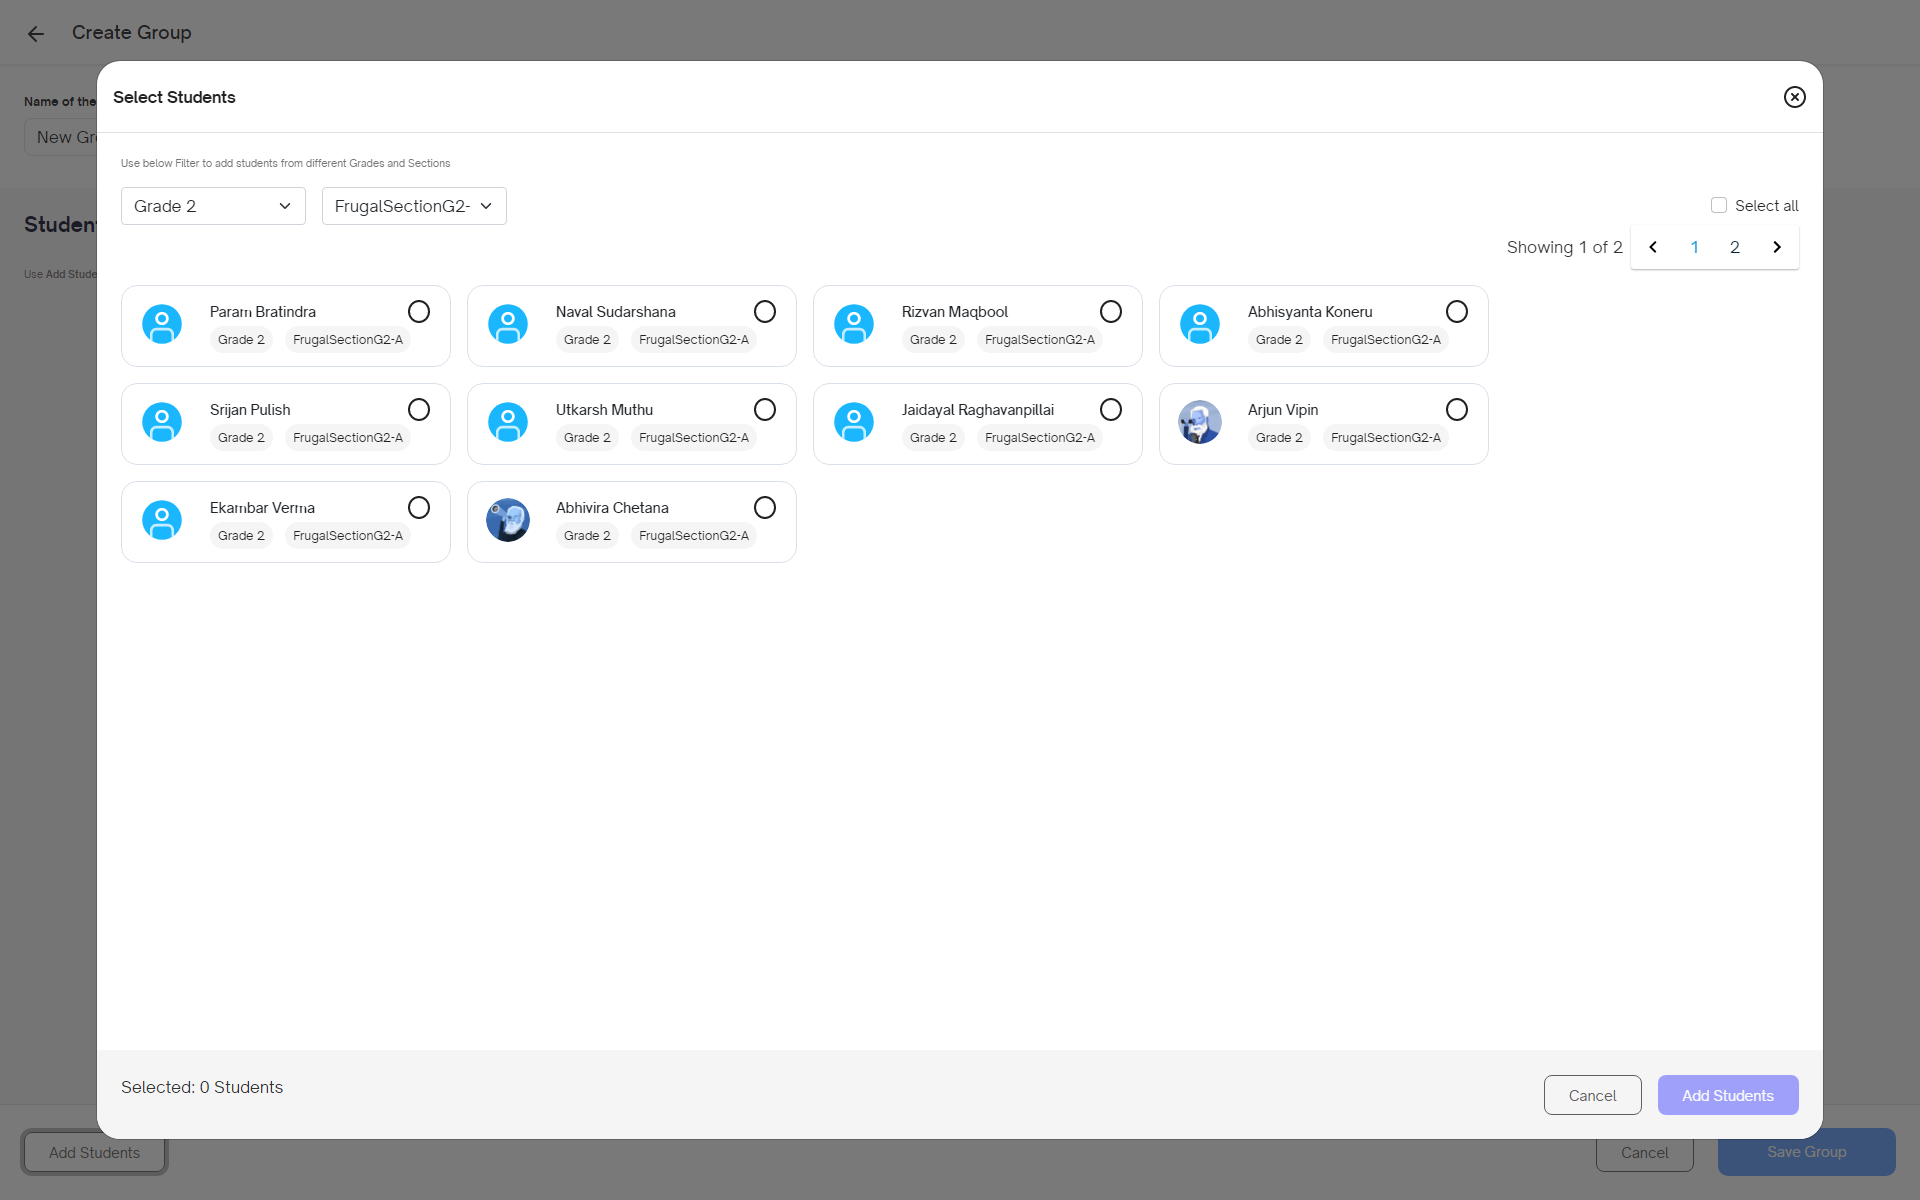 Create Group
Name of the
New Gr
Select Students
Use below Filter to add students from different Grades and Sections
Grade 2
FrugalSectionG2-
Select all
Showing 1 of 2
1
2
Studen
Use Add Stude
Param Bratindra
Grade 2
FrugalSectionG2-A
Naval Sudarshana
Grade 2
FrugalSectionG2-A
Rizvan Maqbool
Grade 2
FrugalSectionG2-A
Abhisyanta Koneru
Grade 2
FrugalSectionG2-A
Srijan Pulish
Grade 2
FrugalSectionG2-A
Utkarsh Muthu
Grade 2
FrugalSectionG2-A
Jaidayal Raghavanpillai
Grade 2
FrugalSectionG2-A
Arjun Vipin
Grade 2
FrugalSectionG2-A
Ekambar Verma
Grade 2
FrugalSectionG2-A
Abhivira Chetana
Grade 2
FrugalSectionG2-A
Selected: 0 Students
Cancel
Add Students
Add Students
Cancel
Save Group